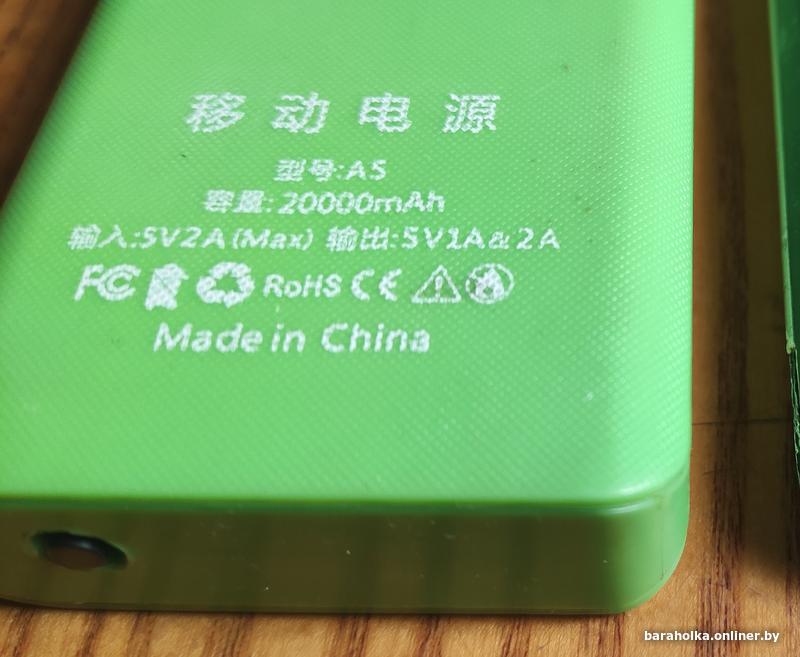 移动电源
型号:A5
容量:20000mAh
输入:5V2A(Max) 输出:5V1A&2A
FC RoHS CE
Made in China
baraholka.onliner.by